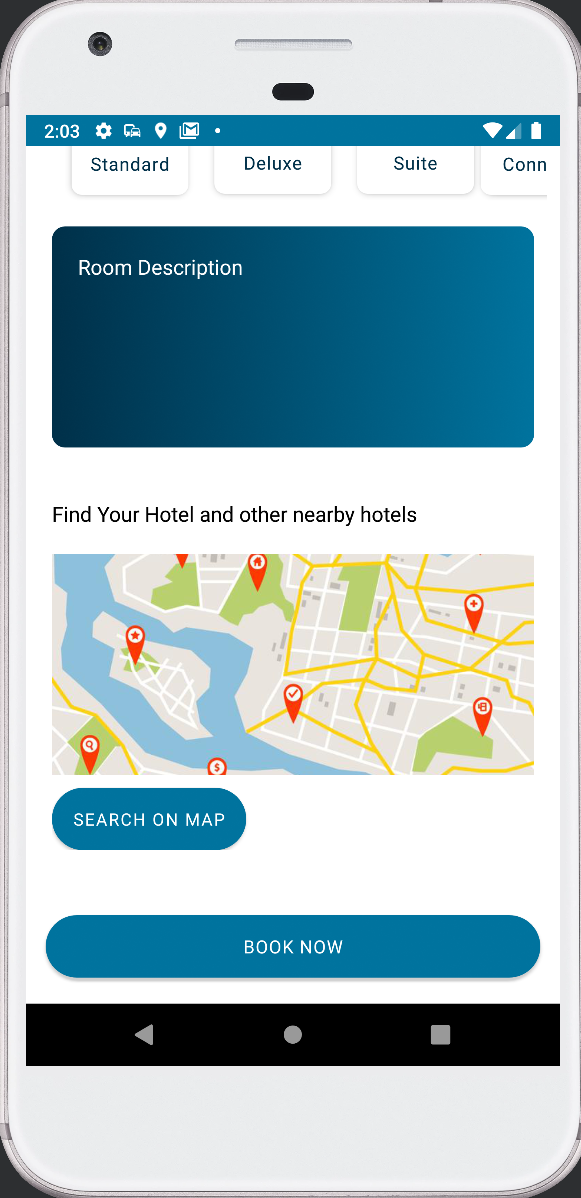 2:03
Standard Deluxe Suite Conn
Room Description
Find Your Hotel and other nearby hotels
$
SEARCH ON MAP
BOOK NOW